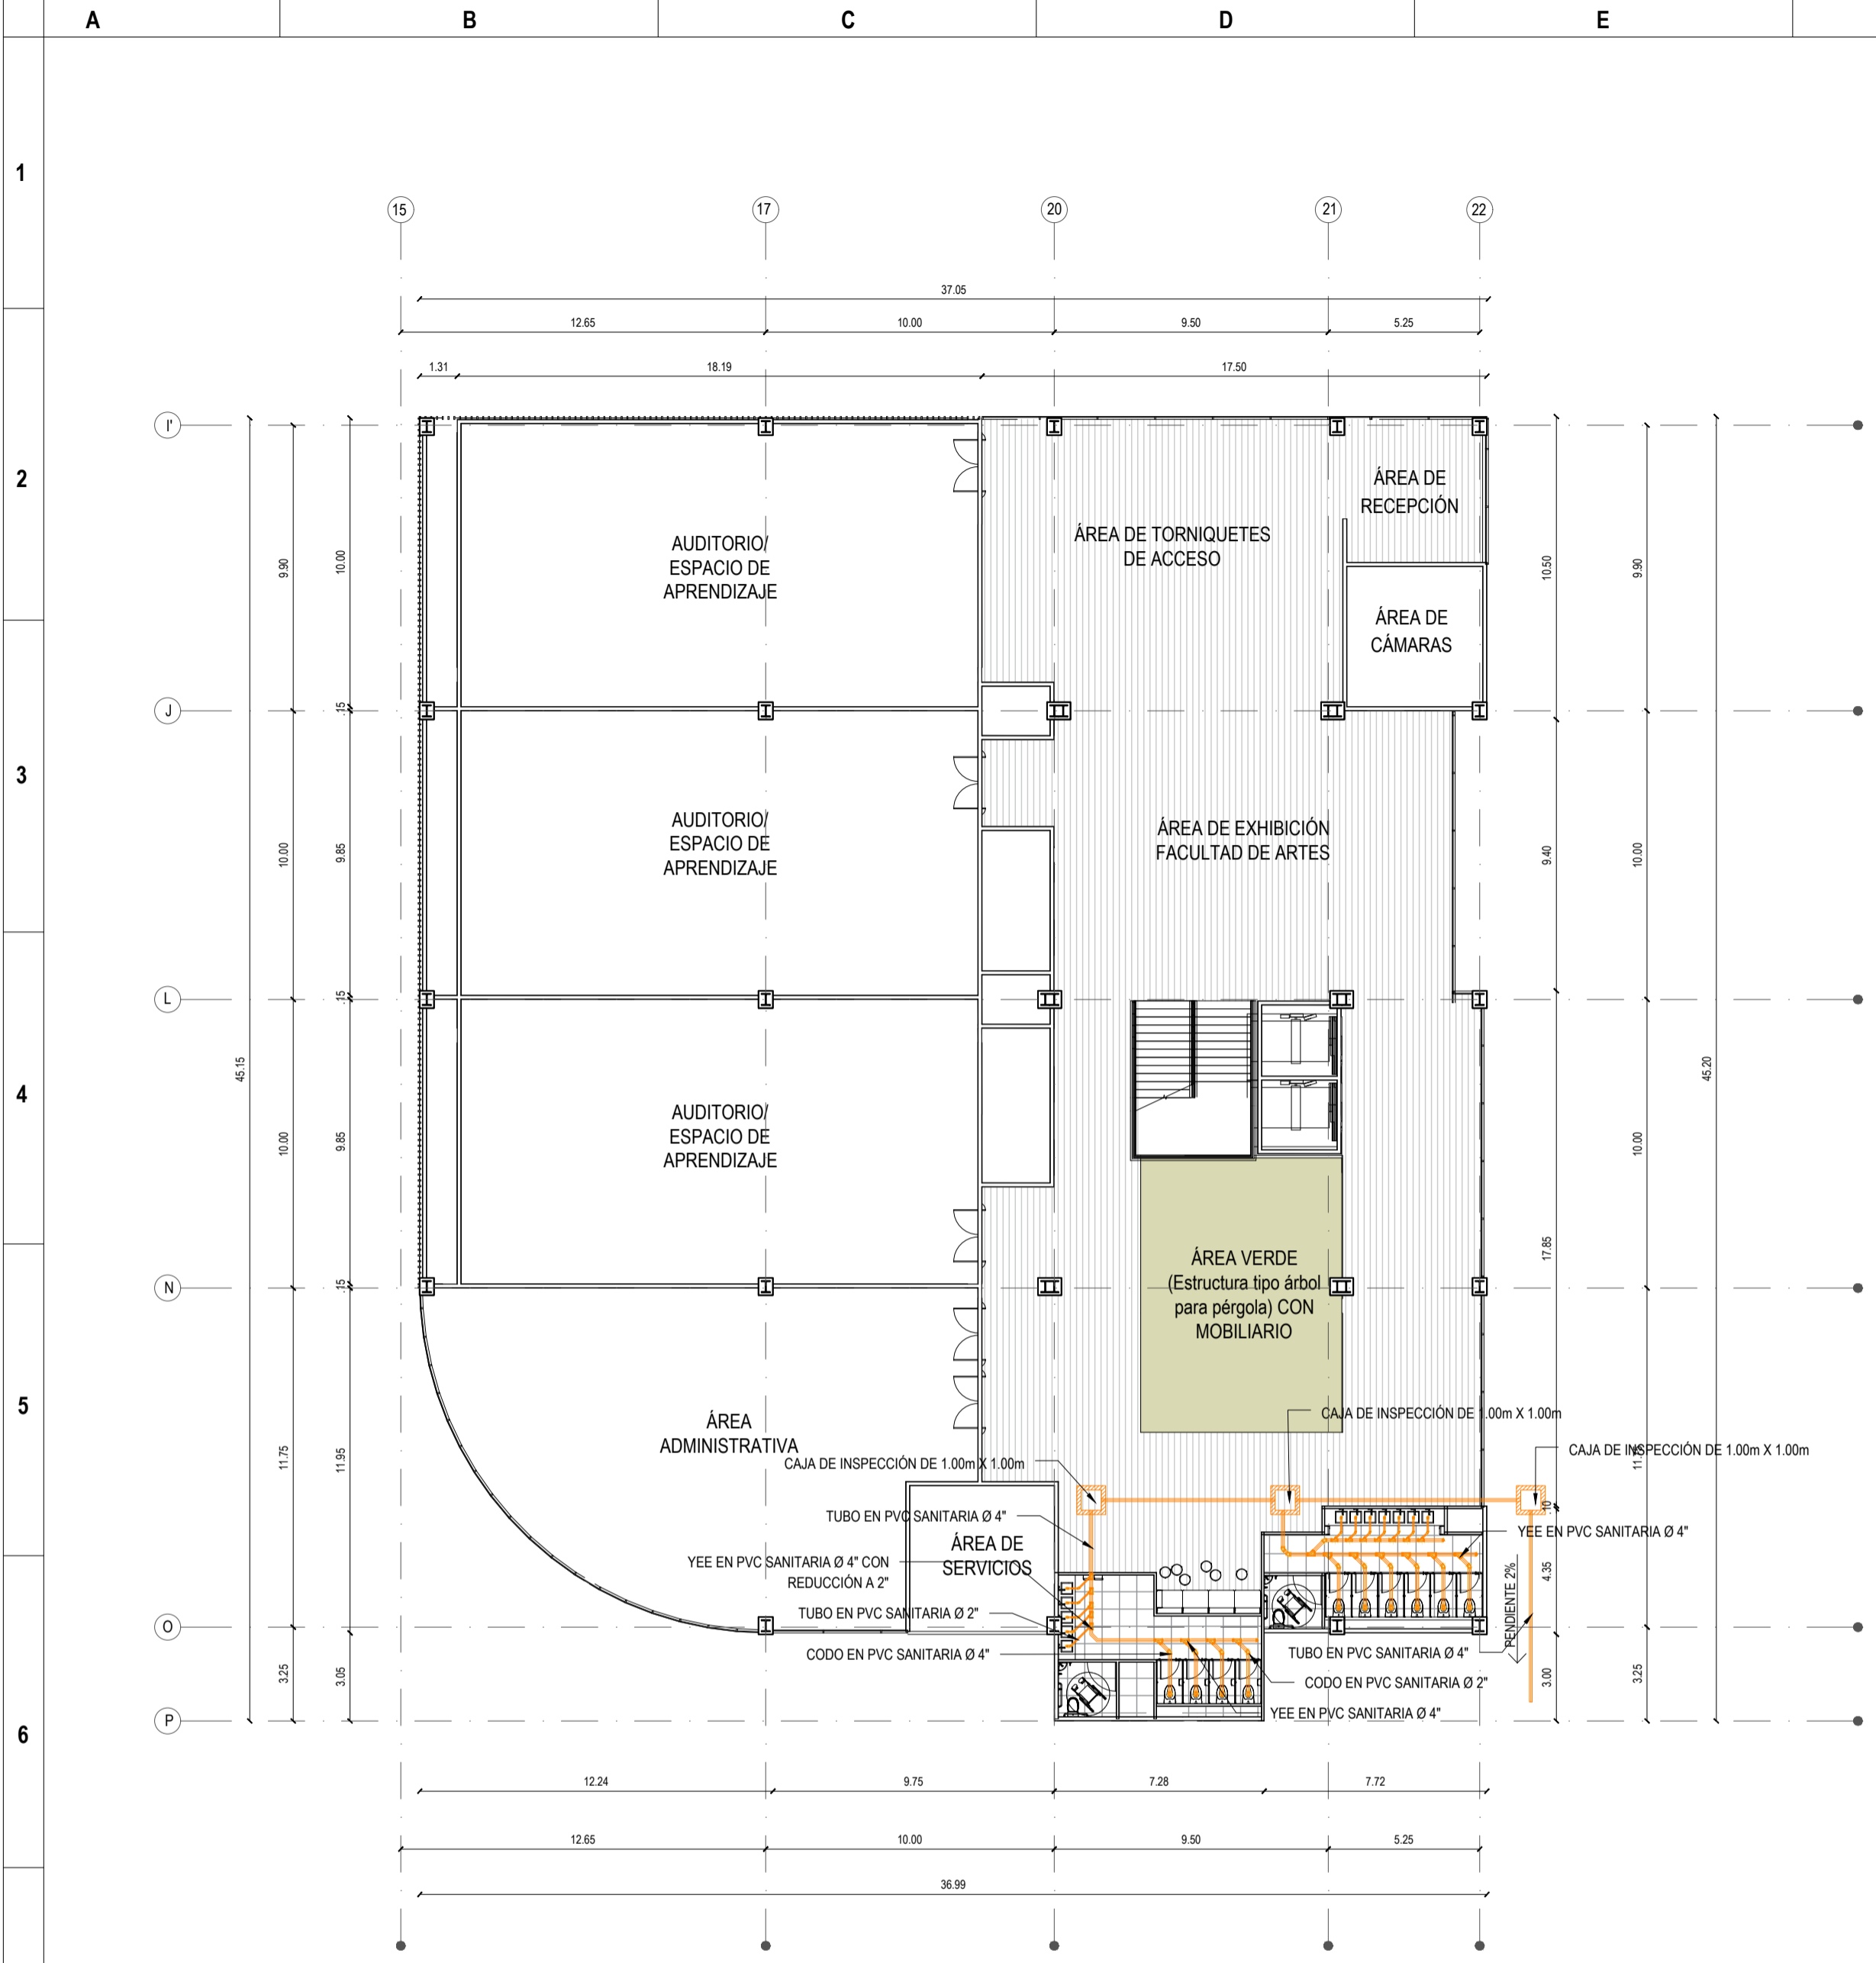 A
B
C
D
E
1
2
3
4
5
6
15
17
20
21
22
37.05
12.65
10.00
9.50
5.25
1.31
18.19
17.50
I'
J
L
N
O
P
45.15
9.90
10.00
10.00
11.75
3.25
10.00
.15
9.85
.15
9.85
.15
11.95
3.05
AUDITORIO/
ESPACIO DE
APRENDIZAJE
AUDITORIO/
ESPACIO DE
APRENDIZAJE
AUDITORIO/
ESPACIO DE
APRENDIZAJE
ÁREA
ADMINISTRATIVA
ÁREA DE TORNIQUETES
DE ACCESO
ÁREA DE
RECEPCIÓN
ÁREA DE
CÁMARAS
ÁREA DE EXHIBICIÓN
FACULTAD DE ARTES
ÁREA VERDE
(Estructura tipo árbol
para pérgola) CON
MOBILIARIO
ÁREA DE
SERVICIOS
CAJA DE INSPECCIÓN DE 1.00m X 1.00m
CAJA DE INSPECCIÓN DE 1.00m X 1.00m
CAJA DE INSPECCIÓN DE 1.00m X 1.00m
TUBO EN PVC SANITARIA Ø 4"
YEE EN PVC SANITARIA Ø 4" CON
REDUCCIÓN A 2"
TUBO EN PVC SANITARIA Ø 2"
CODO EN PVC SANITARIA Ø 4"
YEE EN PVC SANITARIA Ø 4"
PENDIENTE 2%
TUBO EN PVC SANITARIA Ø 4"
CODO EN PVC SANITARIA Ø 2"
YEE EN PVC SANITARIA Ø 4"
10.50
9.40
17.85
.10
4.35
3.00
9.90
10.00
10.00
3.25
45.20
12.24
9.75
7.28
7.72
12.65
10.00
9.50
5.25
36.99